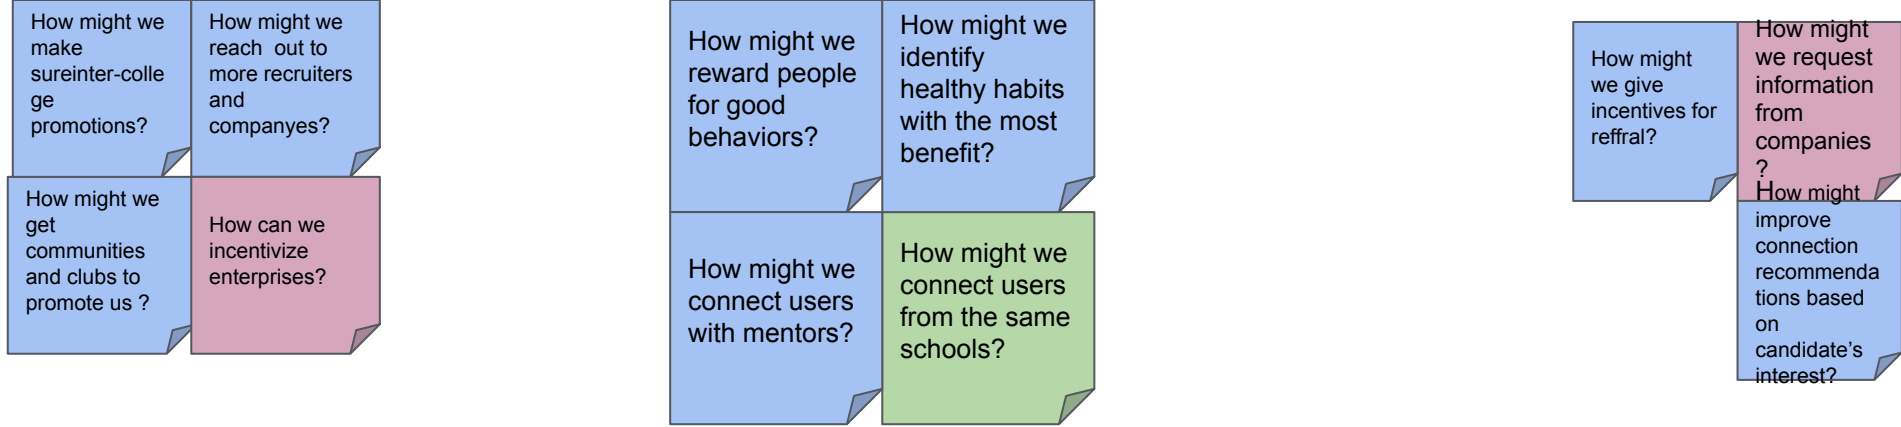 How might we
make
sureinter-colle
ge
promotions?
How might we
reach  out to
more recruiters
and
companyes?
How might we
get
communities
and clubs to
promote us ?
How can we
incentivize
enterprises?
How might we
reward people
for good
behaviors?
How might we
identify
healthy habits
with the most
benefit?
How might we
connect users
with mentors?
How might we
connect users
from the same
schools?
How might
we give
incentives for
reffral?
How might
we request
information
from
companies
?
How might
improve
connection
recommenda
tions based
on
candidate’s
interest?